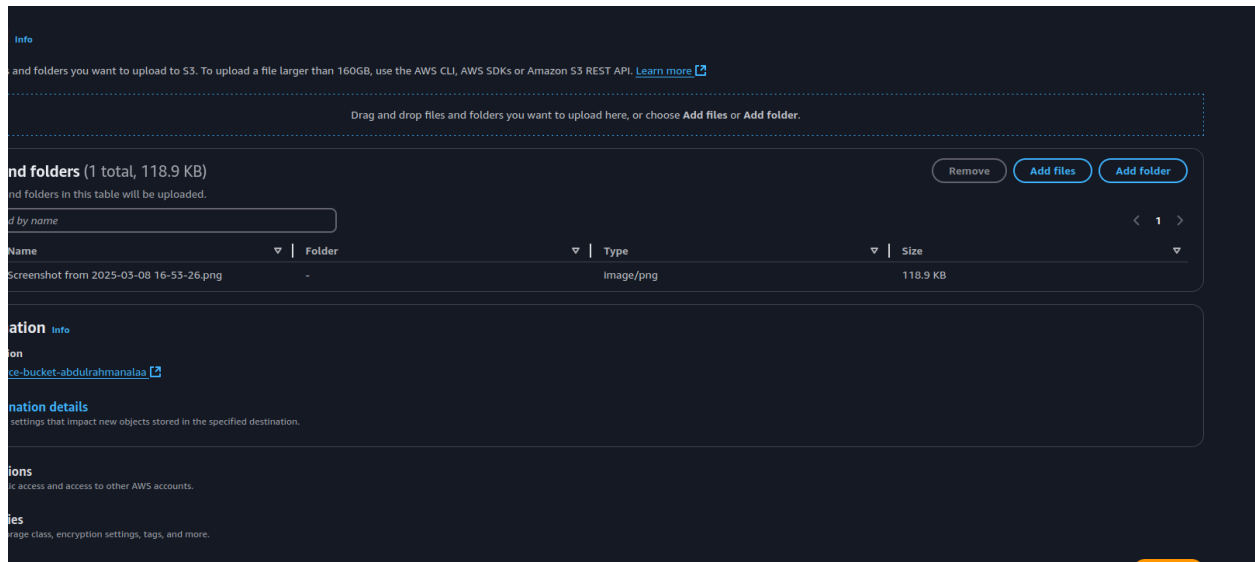 Info
and folders you want to upload to S3. To upload a file larger than 160GB, use the AWS CLI, AWS SDKs or Amazon S3 REST API. Learn more
Drag and drop files and folders you want to upload here, or choose Add files or Add folder.
nd folders (1 total, 118.9 KB)
Remove
Add files
Add folder
nd folders in this table will be uploaded.
d by name
1
Name Folder Type Size
Screenshot from 2025-03-08 16-53-26.png - image/png 118.9 KB
ation Info
ion
ce-bucket-abdulrahmanalaa
nation details
settings that impact new objects stored in the specified destination.
ions
ic access and access to other AWS accounts.
ies
rage class, encryption settings, tags, and more.